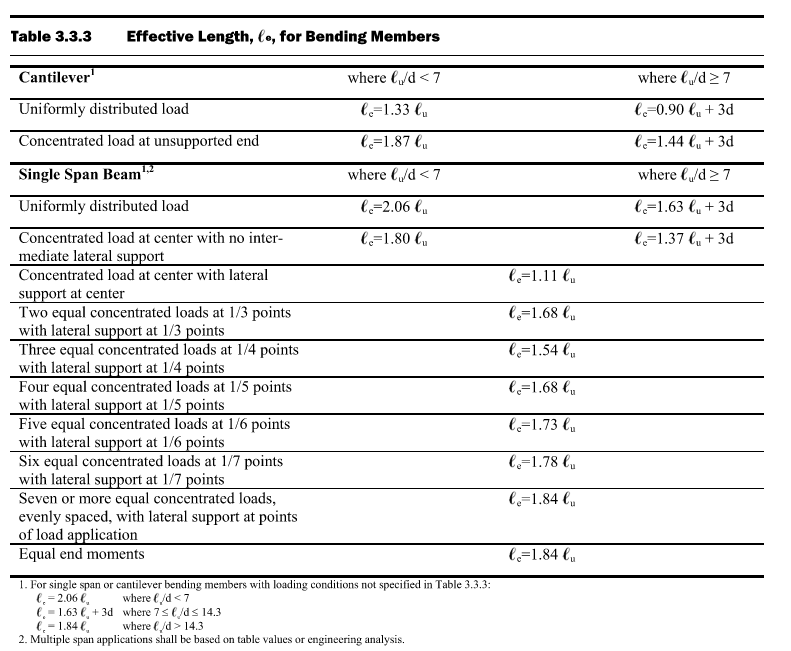 Table 3.3.3 Effective Length, ℓe, for Bending Members
Cantilever1 where ℓu/d < 7 where ℓu/d ≥ 7
Uniformly distributed load ℓe=1.33 ℓu ℓe=0.90 ℓu + 3d
Concentrated load at unsupported end ℓe=1.87 ℓu ℓe=1.44 ℓu + 3d
Single Span Beam1,2 where ℓu/d < 7 where ℓu/d ≥ 7
Uniformly distributed load ℓe=2.06 ℓu ℓe=1.63 ℓu + 3d
Concentrated load at center with no inter- ℓe=1.80 ℓu ℓe=1.37 ℓu + 3d
mediate lateral support
Concentrated load at center with lateral ℓe=1.11 ℓu
support at center
Two equal concentrated loads at 1/3 points ℓe=1.68 ℓu
with lateral support at 1/3 points
Three equal concentrated loads at 1/4 points ℓe=1.54 ℓu
with lateral support at 1/4 points
Four equal concentrated loads at 1/5 points ℓe=1.68 ℓu
with lateral support at 1/5 points
Five equal concentrated loads at 1/6 points ℓe=1.73 ℓu
with lateral support at 1/6 points
Six equal concentrated loads at 1/7 points ℓe=1.78 ℓu
with lateral support at 1/7 points
Seven or more equal concentrated loads, ℓe=1.84 ℓu
evenly spaced, with lateral support at points
of load application
Equal end moments ℓe=1.84 ℓu
1. For single span or cantilever bending members with loading conditions not specified in Table 3.3.3:
ℓe = 2.06 ℓu where ℓu/d < 7
ℓe = 1.63 ℓu + 3d where 7 ≤ ℓu/d ≤ 14.3
ℓe = 1.84 ℓu where ℓu/d > 14.3
2. Multiple span applications shall be based on table values or engineering analysis.